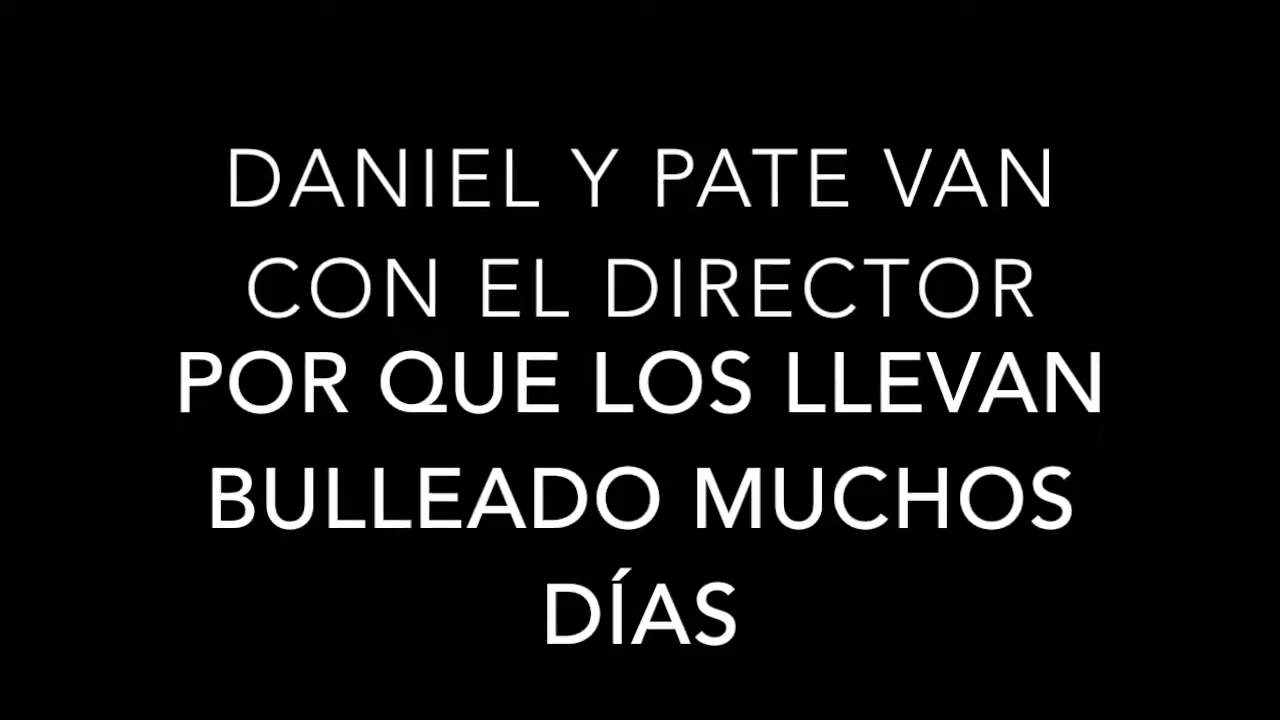 DANIEL Y PATE VAN
CON EL DIRECTOR
POR QUE LOS LLEVAN
BULLEADO MUCHOS
DÍAS